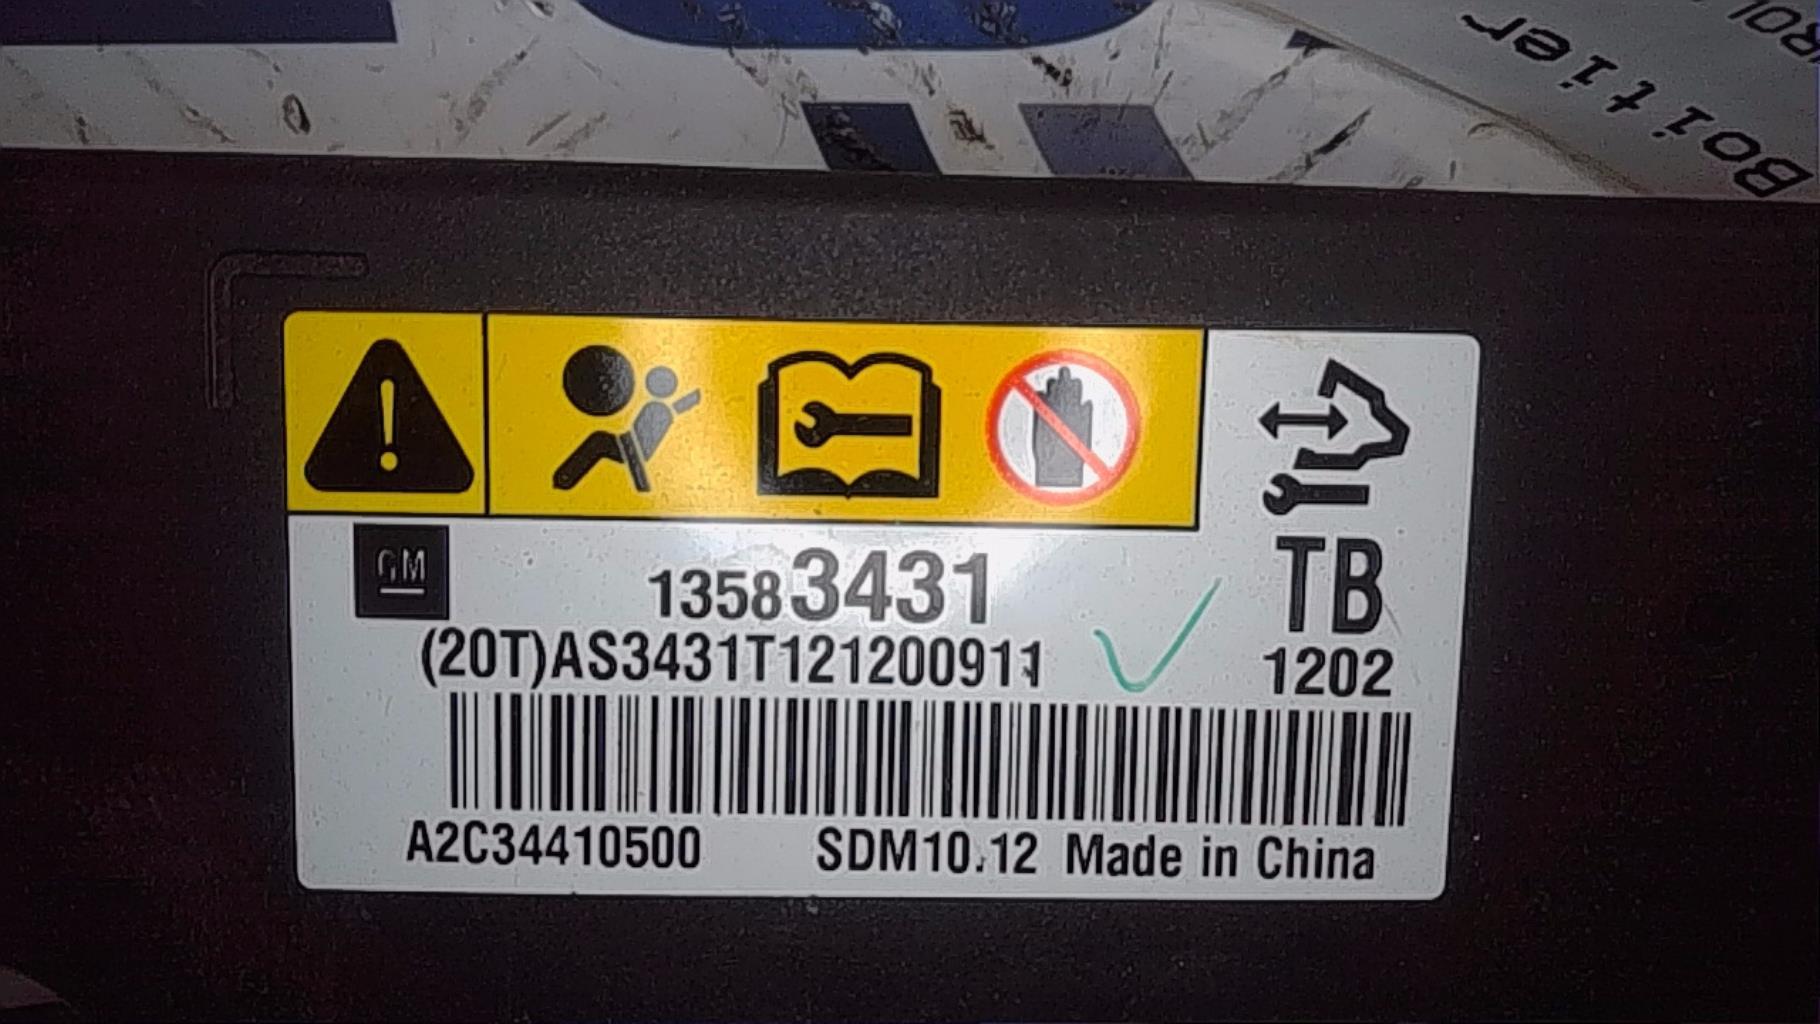 Boitier
GM
13583431
(20T)AS3431T121200911
TB
1202
A2C34410500 SDM10.12 Made in China